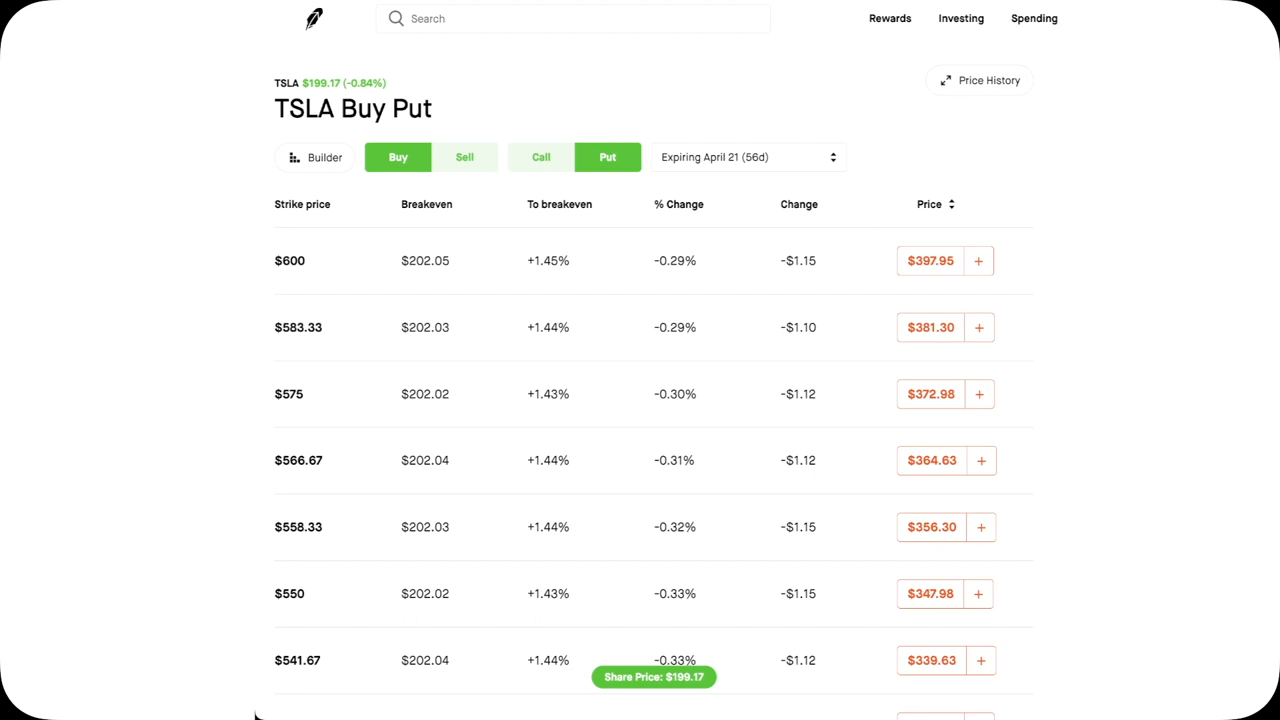 Search
Rewards Investing Spending
TSLA $199.17 (-0.84%)
TSLA Buy Put
Price History
Builder Buy Sell Call Put Expiring April 21 (56d)
Strike price Breakeven To breakeven % Change Change Price
$600 $202.05 +1.45% -0.29% -$1.15 $397.95 +
$583.33 $202.03 +1.44% -0.29% -$1.10 $381.30 +
$575 $202.02 +1.43% -0.30% -$1.12 $372.98 +
$566.67 $202.04 +1.44% -0.31% -$1.12 $364.63 +
$558.33 $202.03 +1.44% -0.32% -$1.15 $356.30 +
$550 $202.02 +1.43% -0.33% -$1.15 $347.98 +
$541.67 $202.04 +1.44% -0.33% -$1.12 $339.63 +
Share Price: $199.17